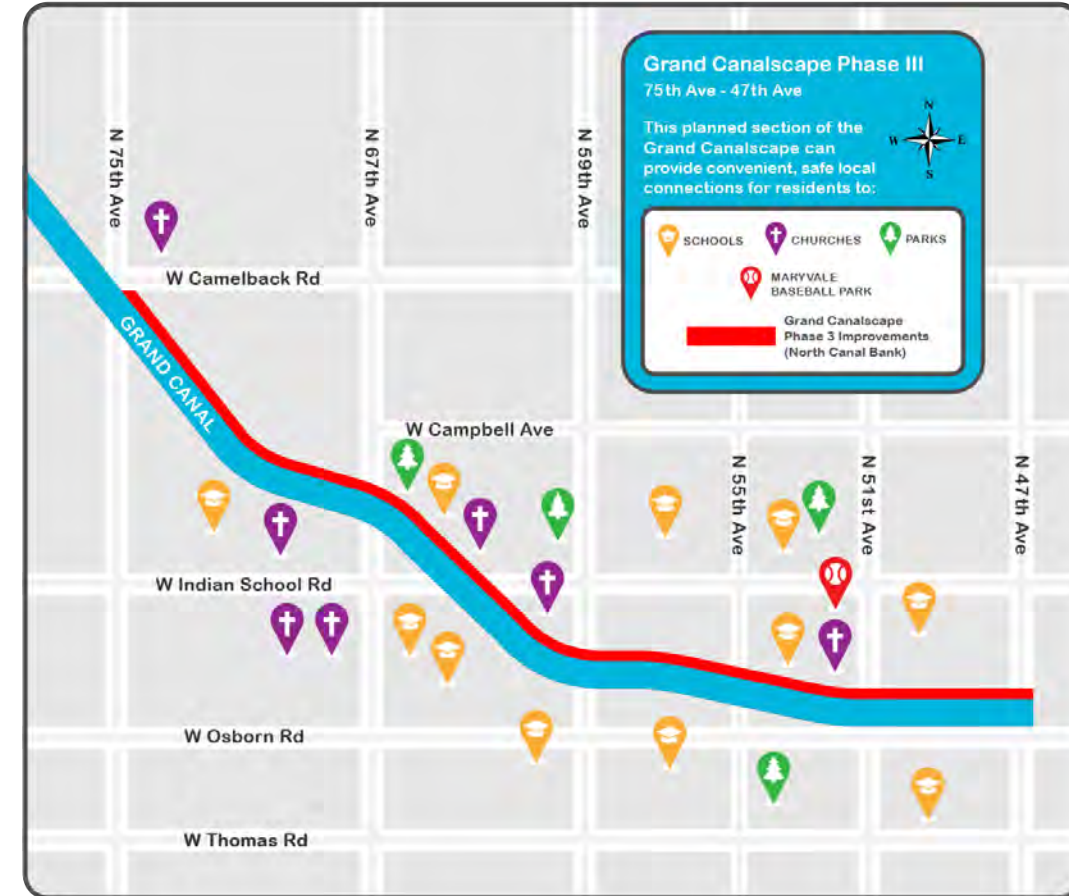 Grand Canalscape Phase III
75th Ave - 47th Ave
This planned section of the
Grand Canalscape can
provide convenient, safe local
connections for residents to:
N
W
E
S
SCHOOLS
CHURCHES
PARKS
MARYVALE
BASEBALL PARK
Grand Canalscape
Phase 3 Improvements
(North Canal Bank)
N 75th Ave
N 67th Ave
N 59th Ave
W Camelback Rd
GRAND CANAL
W Campbell Ave
N 55th Ave
N 51st Ave
N 47th Ave
W Indian School Rd
W Osborn Rd
W Thomas Rd